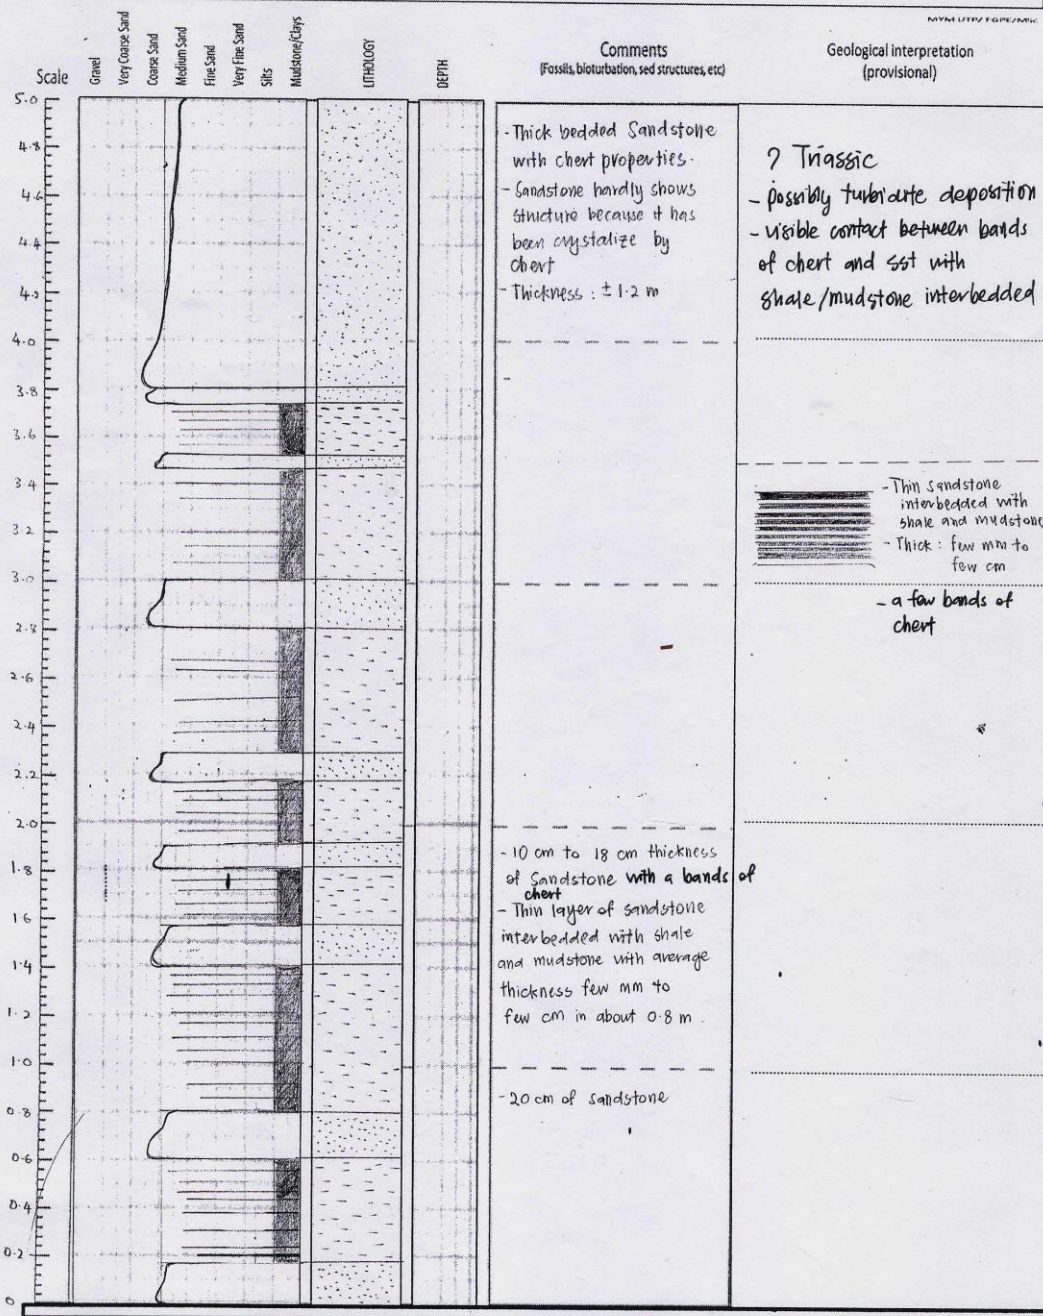 MYM UTP/ FGPE/Misc
Scale
Gravel
Very Coarse Sand
Coarse Sand
Medium Sand
Fine Sand
Very Fine Sand
Silts
Mudstone/Clays
LITHOLOGY
DEPTH
Comments
(Fossils, bioturbation, sed structures, etc)
Geological interpretation
(provisional)
5.0
4.8
4.6
4.4
4.2
4.0
3.8
3.6
3.4
3.2
3.0
2.8
2.6
2.4
2.2
2.0
1.8
1.6
1.4
1.2
1.0
0.8
0.6
0.4
0.2
0
- Thick bedded Sandstone
with chert properties.
- Sandstone hardly shows
structure because it has
been crystalize by
chert
- Thickness : ± 1.2 m
- 10 cm to 18 cm thickness
of Sandstone with a bands of
chert
- Thin layer of sandstone
interbedded with shale
and mudstone with average
thickness few mm to
few cm in about 0.8 m.
- 20 cm of sandstone
? Triassic
- possibly turbidite deposition
- visible contact between bands
of chert and sst with
shale/mudstone interbedded
- Thin sandstone
interbedded with
shale and mudstone
- Thick : few mm to
few cm
- a few bands of
chert